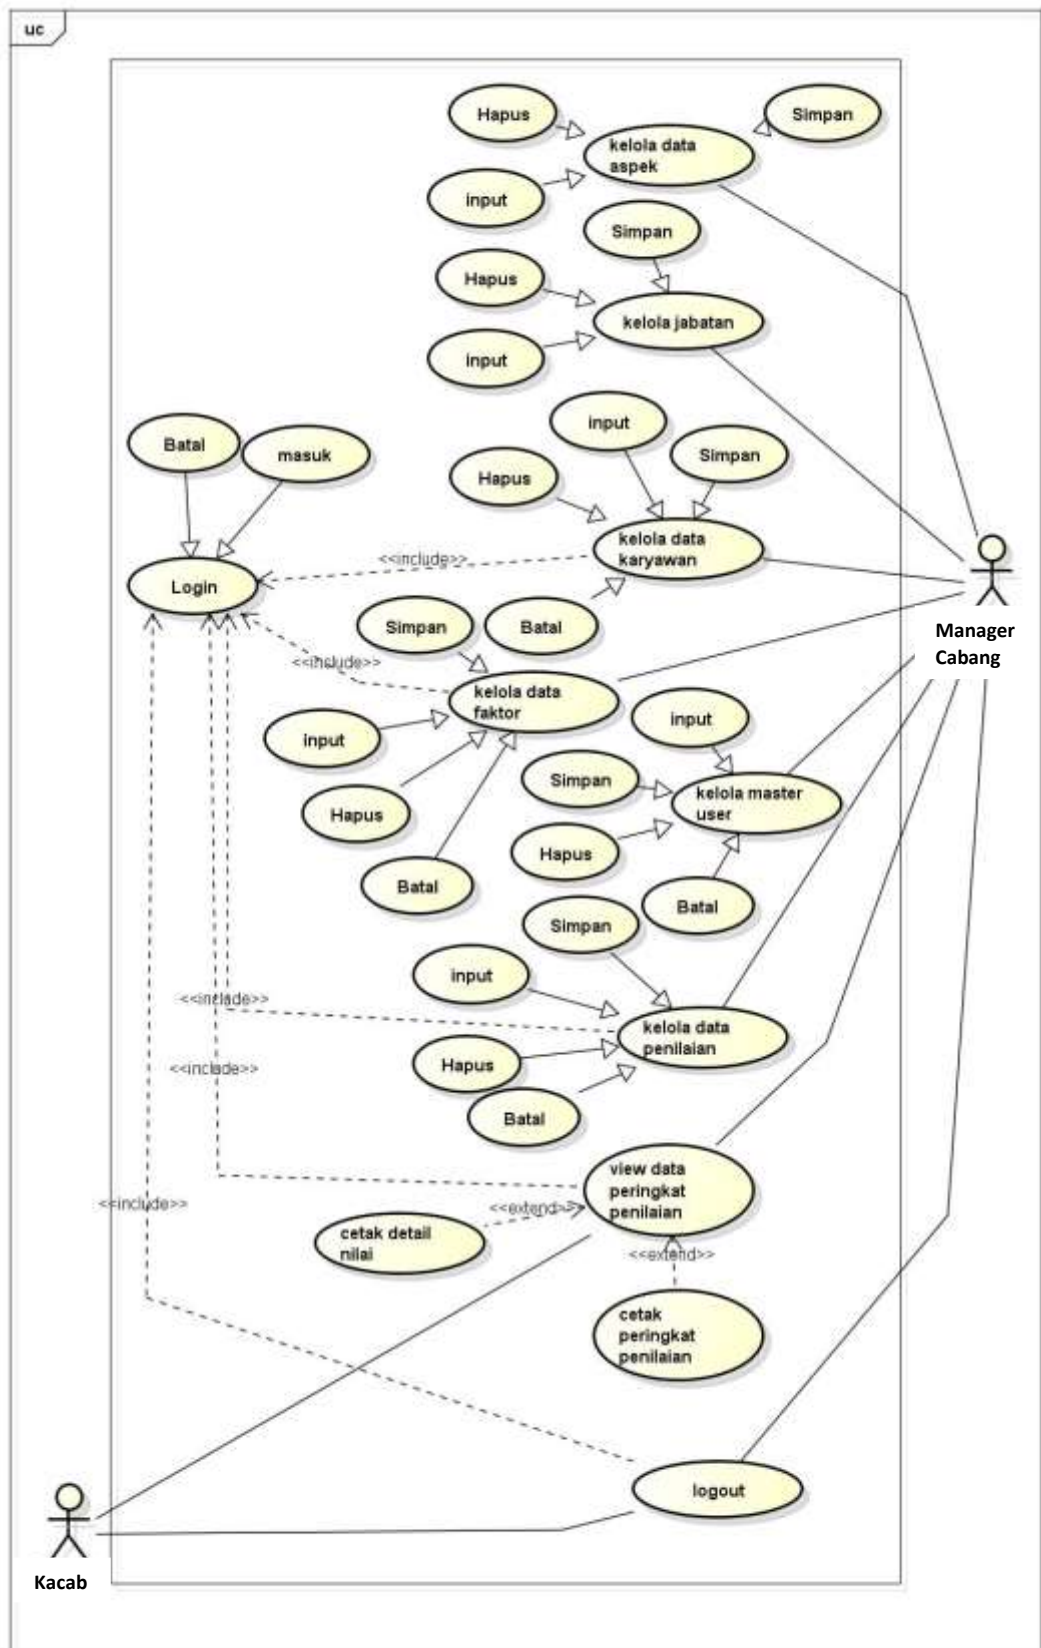 uc
Hapus
Simpan
kelola data
aspek
input
Simpan
Hapus
kelola jabatan
input
input
Batal
masuk
Simpan
Hapus
kelola data
karyawan
<<include>>
Login
Simpan
Batal
Manager
Cabang
<<include>>
kelola data
faktor
input
input
Simpan
kelola master
user
Hapus
Hapus
Batal
Batal
Simpan
input
<<include>>
kelola data
penilaian
Hapus
<<include>>
Batal
view data
peringkat
penilaian
<<include>>
<<extend>>
cetak detail
nilai
<<extend>>
cetak
peringkat
penilaian
logout
Kacab